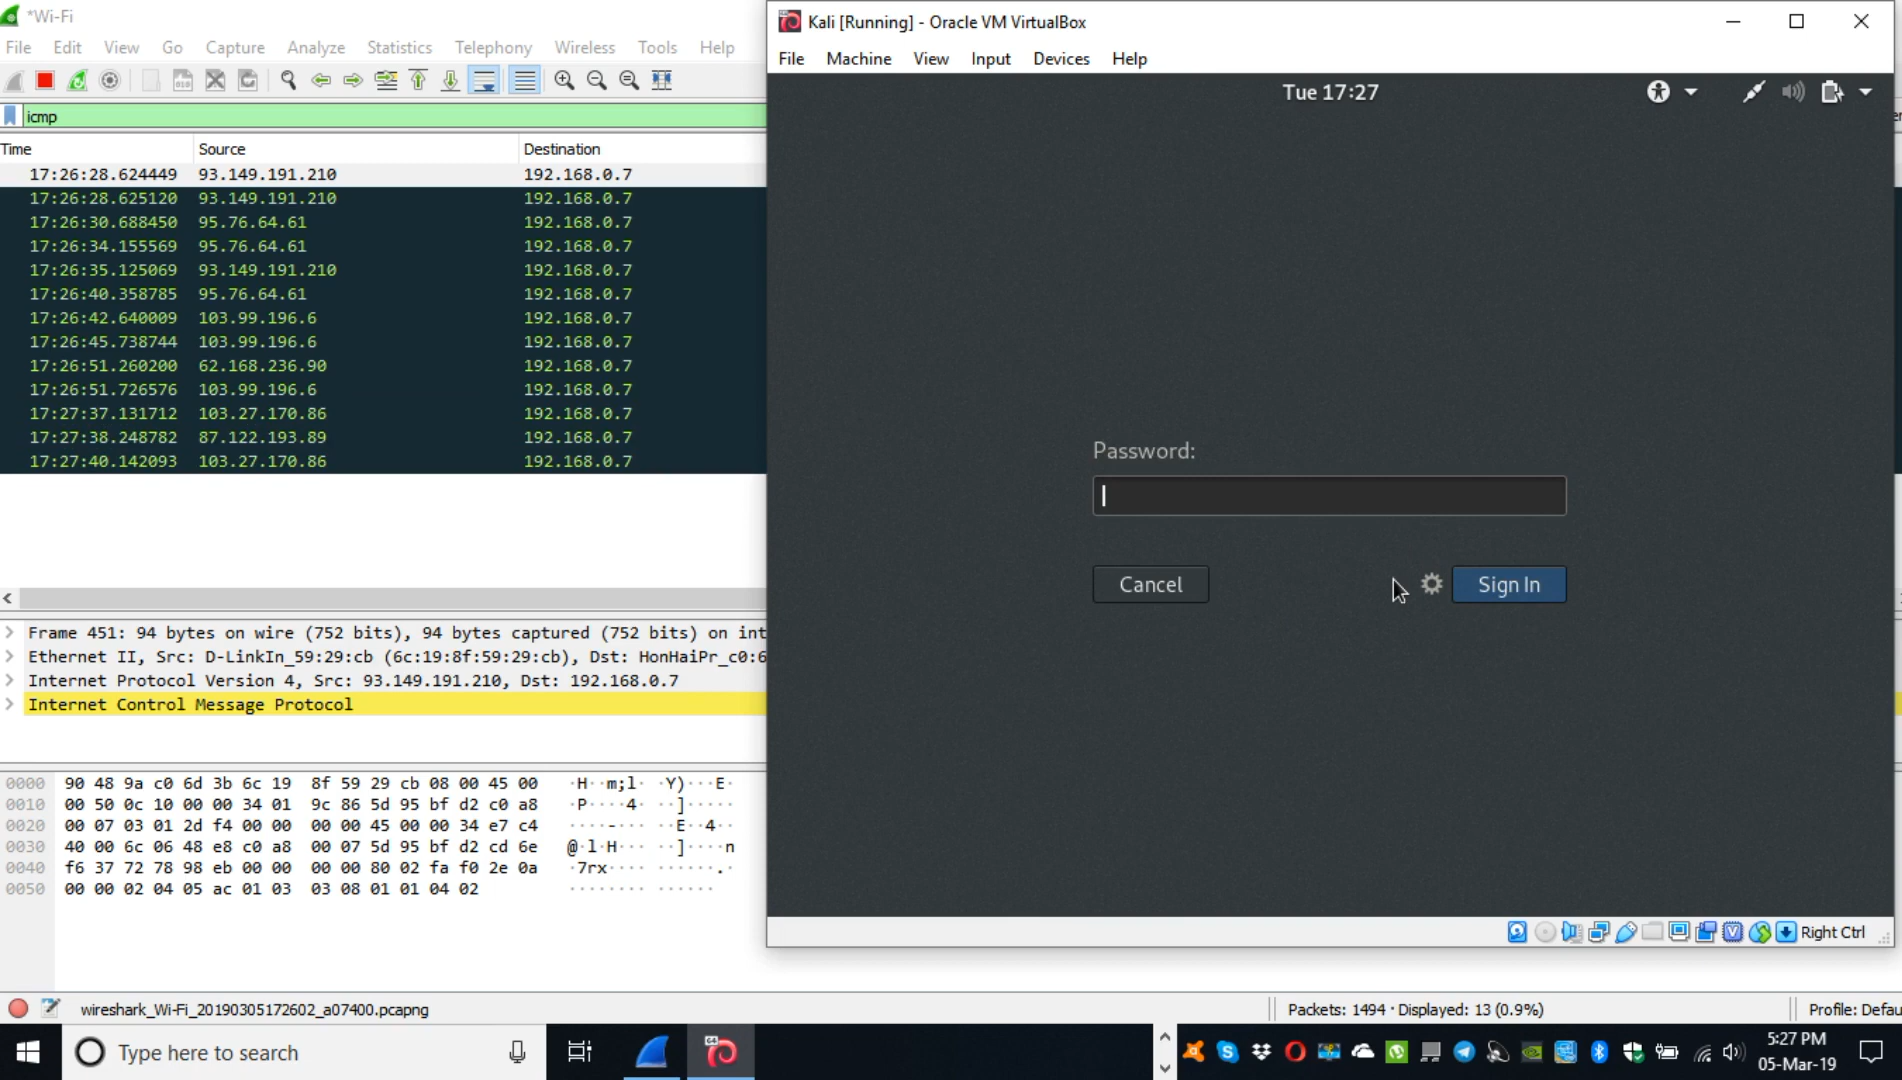 *Wi-Fi
File Edit View Go Capture Analyze Statistics Telephony Wireless Tools Help
icmp
Time Source Destination
17:26:28.624449 93.149.191.210 192.168.0.7
17:26:28.625120 93.149.191.210 192.168.0.7
17:26:30.688450 95.76.64.61 192.168.0.7
17:26:34.155569 95.76.64.61 192.168.0.7
17:26:35.125069 93.149.191.210 192.168.0.7
17:26:40.358785 95.76.64.61 192.168.0.7
17:26:42.640009 103.99.196.6 192.168.0.7
17:26:45.738744 103.99.196.6 192.168.0.7
17:26:51.260200 62.168.236.90 192.168.0.7
17:26:51.726576 103.99.196.6 192.168.0.7
17:27:37.131712 103.27.170.86 192.168.0.7
17:27:38.248782 87.122.193.89 192.168.0.7
17:27:40.142093 103.27.170.86 192.168.0.7
Frame 451: 94 bytes on wire (752 bits), 94 bytes captured (752 bits) on int
Ethernet II, Src: D-LinkIn_59:29:cb (6c:19:8f:59:29:cb), Dst: HonHaiPr_c0:6
Internet Protocol Version 4, Src: 93.149.191.210, Dst: 192.168.0.7
Internet Control Message Protocol
0000 90 48 9a c0 6d 3b 6c 19 8f 59 29 cb 08 00 45 00 ·H··m;l· ·Y)···E·
0010 00 50 0c 10 00 00 34 01 9c 86 5d 95 bf d2 c0 a8 ·P····4· ··]·····
0020 00 07 03 01 2d f4 00 00 00 00 45 00 00 34 e7 c4 ····-··· ··E··4··
0030 40 00 6c 06 48 e8 c0 a8 00 07 5d 95 bf d2 cd 6e @·l·H··· ··]····n
0040 f6 37 72 78 98 eb 00 00 00 00 80 02 fa f0 2e 0a ·7rx···· ······.·
0050 00 00 02 04 05 ac 01 03 03 08 01 01 04 02 ········ ······
Kali [Running] - Oracle VM VirtualBox
File Machine View Input Devices Help
Tue 17:27
Password:
Cancel Sign In
Right Ctrl
wireshark_Wi-Fi_20190305172602_a07400.pcapng Packets: 1494 · Displayed: 13 (0.9%) Profile: Defau
Type here to search
64
5:27 PM
05-Mar-19